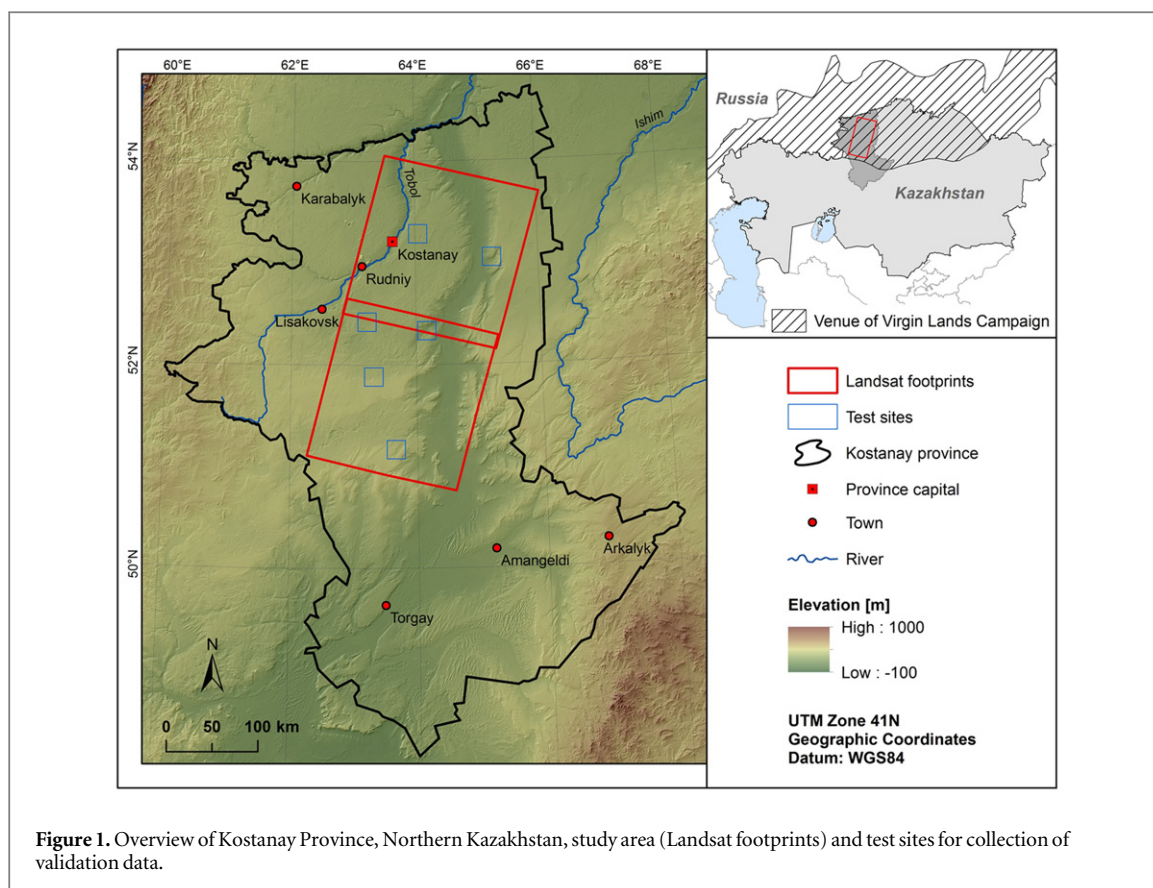 60°E
62°E
64°E
66°E
68°E
54°N
52°N
50°N
Ishim
Tobol
Karabalyk
Kostanay
Rudniy
Lisakovsk
Amangeldi
Arkalyk
Torgay
N
0 50 100 km
Russia
Kazakhstan
Venue of Virgin Lands Campaign
Landsat footprints
Test sites
Kostanay province
Province capital
Town
River
Elevation [m]
High : 1000
Low : -100
UTM Zone 41N
Geographic Coordinates
Datum: WGS84
Figure 1. Overview of Kostanay Province, Northern Kazakhstan, study area (Landsat footprints) and test sites for collection of
validation data.